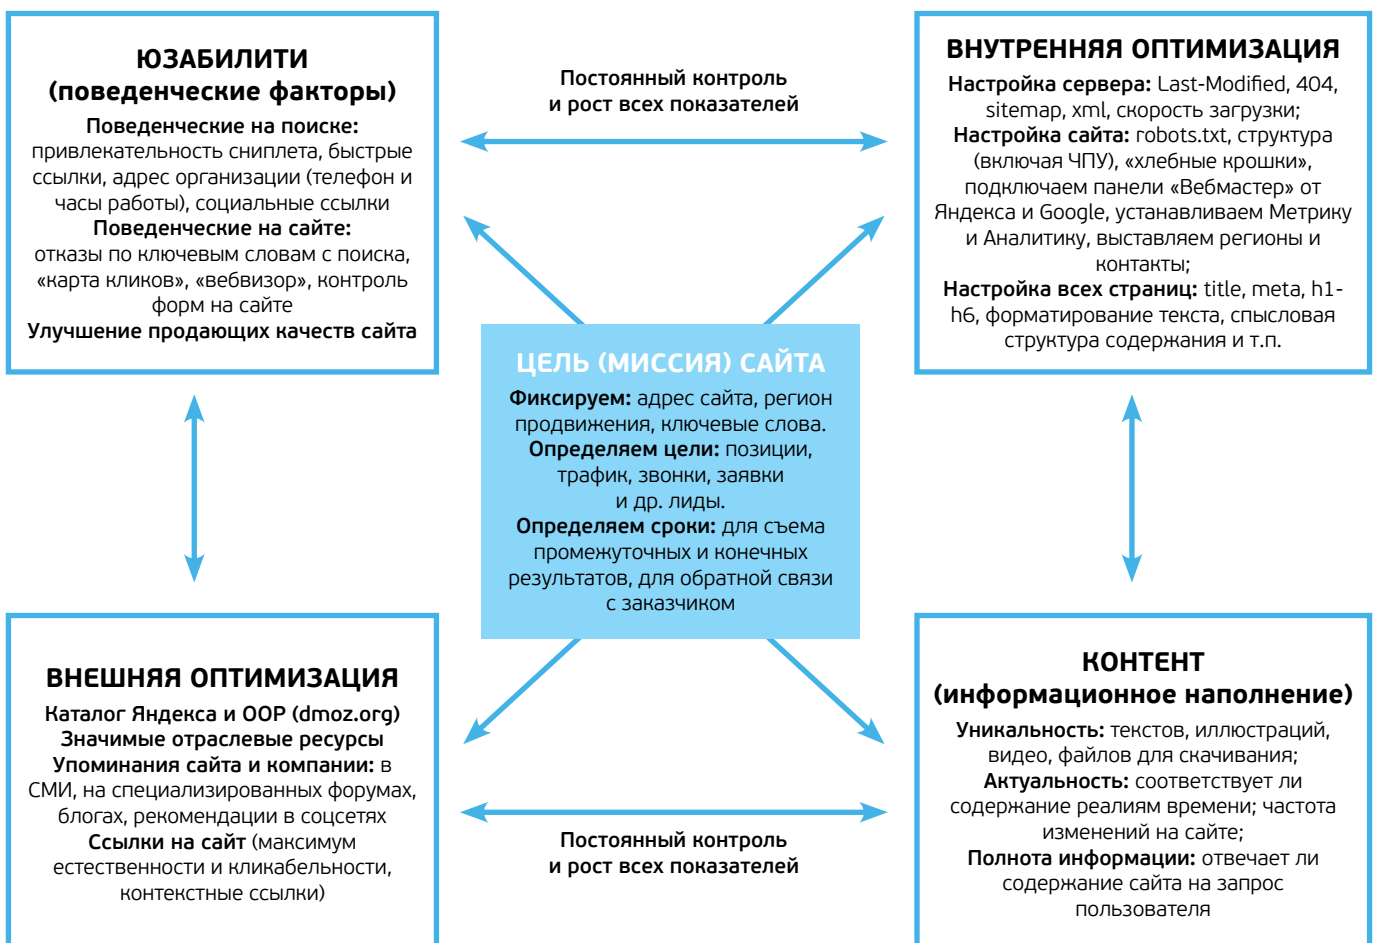 ЮЗАБИЛИТИ
(поведенческие факторы)
Поведенческие на поиске:
привлекательность сниплета, быстрые
ссылки, адрес организации (телефон и
часы работы), социальные ссылки
Поведенческие на сайте:
отказы по ключевым словам с поиска,
«карта кликов», «вебвизор», контроль
форм на сайте
Улучшение продающих качеств сайта
Постоянный контроль
и рост всех показателей
ВНУТРЕННЯЯ ОПТИМИЗАЦИЯ
Настройка сервера: Last-Modified, 404,
sitemap, xml, скорость загрузки;
Настройка сайта: robots.txt, структура
(включая ЧПУ), «хлебные крошки»,
подключаем панели «Вебмастер» от
Яндекса и Google, устанавливаем Метрику
и Аналитику, выставляем регионы и
контакты;
Настройка всех страниц: title, meta, h1-
h6, форматирование текста, спысловая
структура содержания и т.п.
ЦЕЛЬ (МИССИЯ) САЙТА
Фиксируем: адрес сайта, регион
продвижения, ключевые слова.
Определяем цели: позиции,
трафик, звонки, заявки
и др. лиды.
Определяем сроки: для съема
промежуточных и конечных
результатов, для обратной связи
с заказчиком
ВНЕШНЯЯ ОПТИМИЗАЦИЯ
Каталог Яндекса и ООР (dmoz.org)
Значимые отраслевые ресурсы
Упоминания сайта и компании: в
СМИ, на специализированных форумах,
блогах, рекомендации в соцсетях
Ссылки на сайт (максимум
естественности и кликабельности,
контекстные ссылки)
Постоянный контроль
и рост всех показателей
КОНТЕНТ
(информационное наполнение)
Уникальность: текстов, иллюстраций,
видео, файлов для скачивания;
Актуальность: соответствует ли
содержание реалиям времени; частота
изменений на сайте;
Полнота информации: отвечает ли
содержание сайта на запрос
пользователя